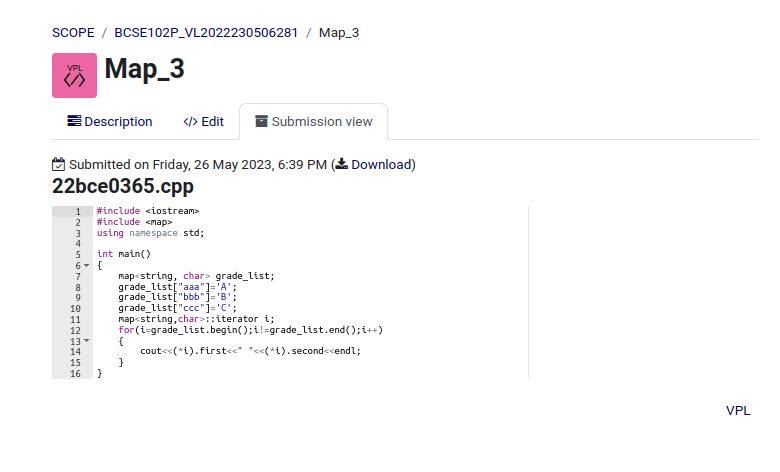 SCOPE / BCSE102P_VL2022230506281 / Map_3
VPL
</>
Map_3
Description </> Edit Submission view
Submitted on Friday, 26 May 2023, 6:39 PM (Download)
22bce0365.cpp
1 #include <iostream>
2 #include <map>
3 using namespace std;
4
5 int main()
6 {
7     map<string, char> grade_list;
8     grade_list["aaa"]='A';
9     grade_list["bbb"]='B';
10     grade_list["ccc"]='C';
11     map<string,char>::iterator i;
12     for(i=grade_list.begin();i!=grade_list.end();i++)
13     {
14         cout<<(*i).first<<" "<<(*i).second<<endl;
15     }
16 }
VPL